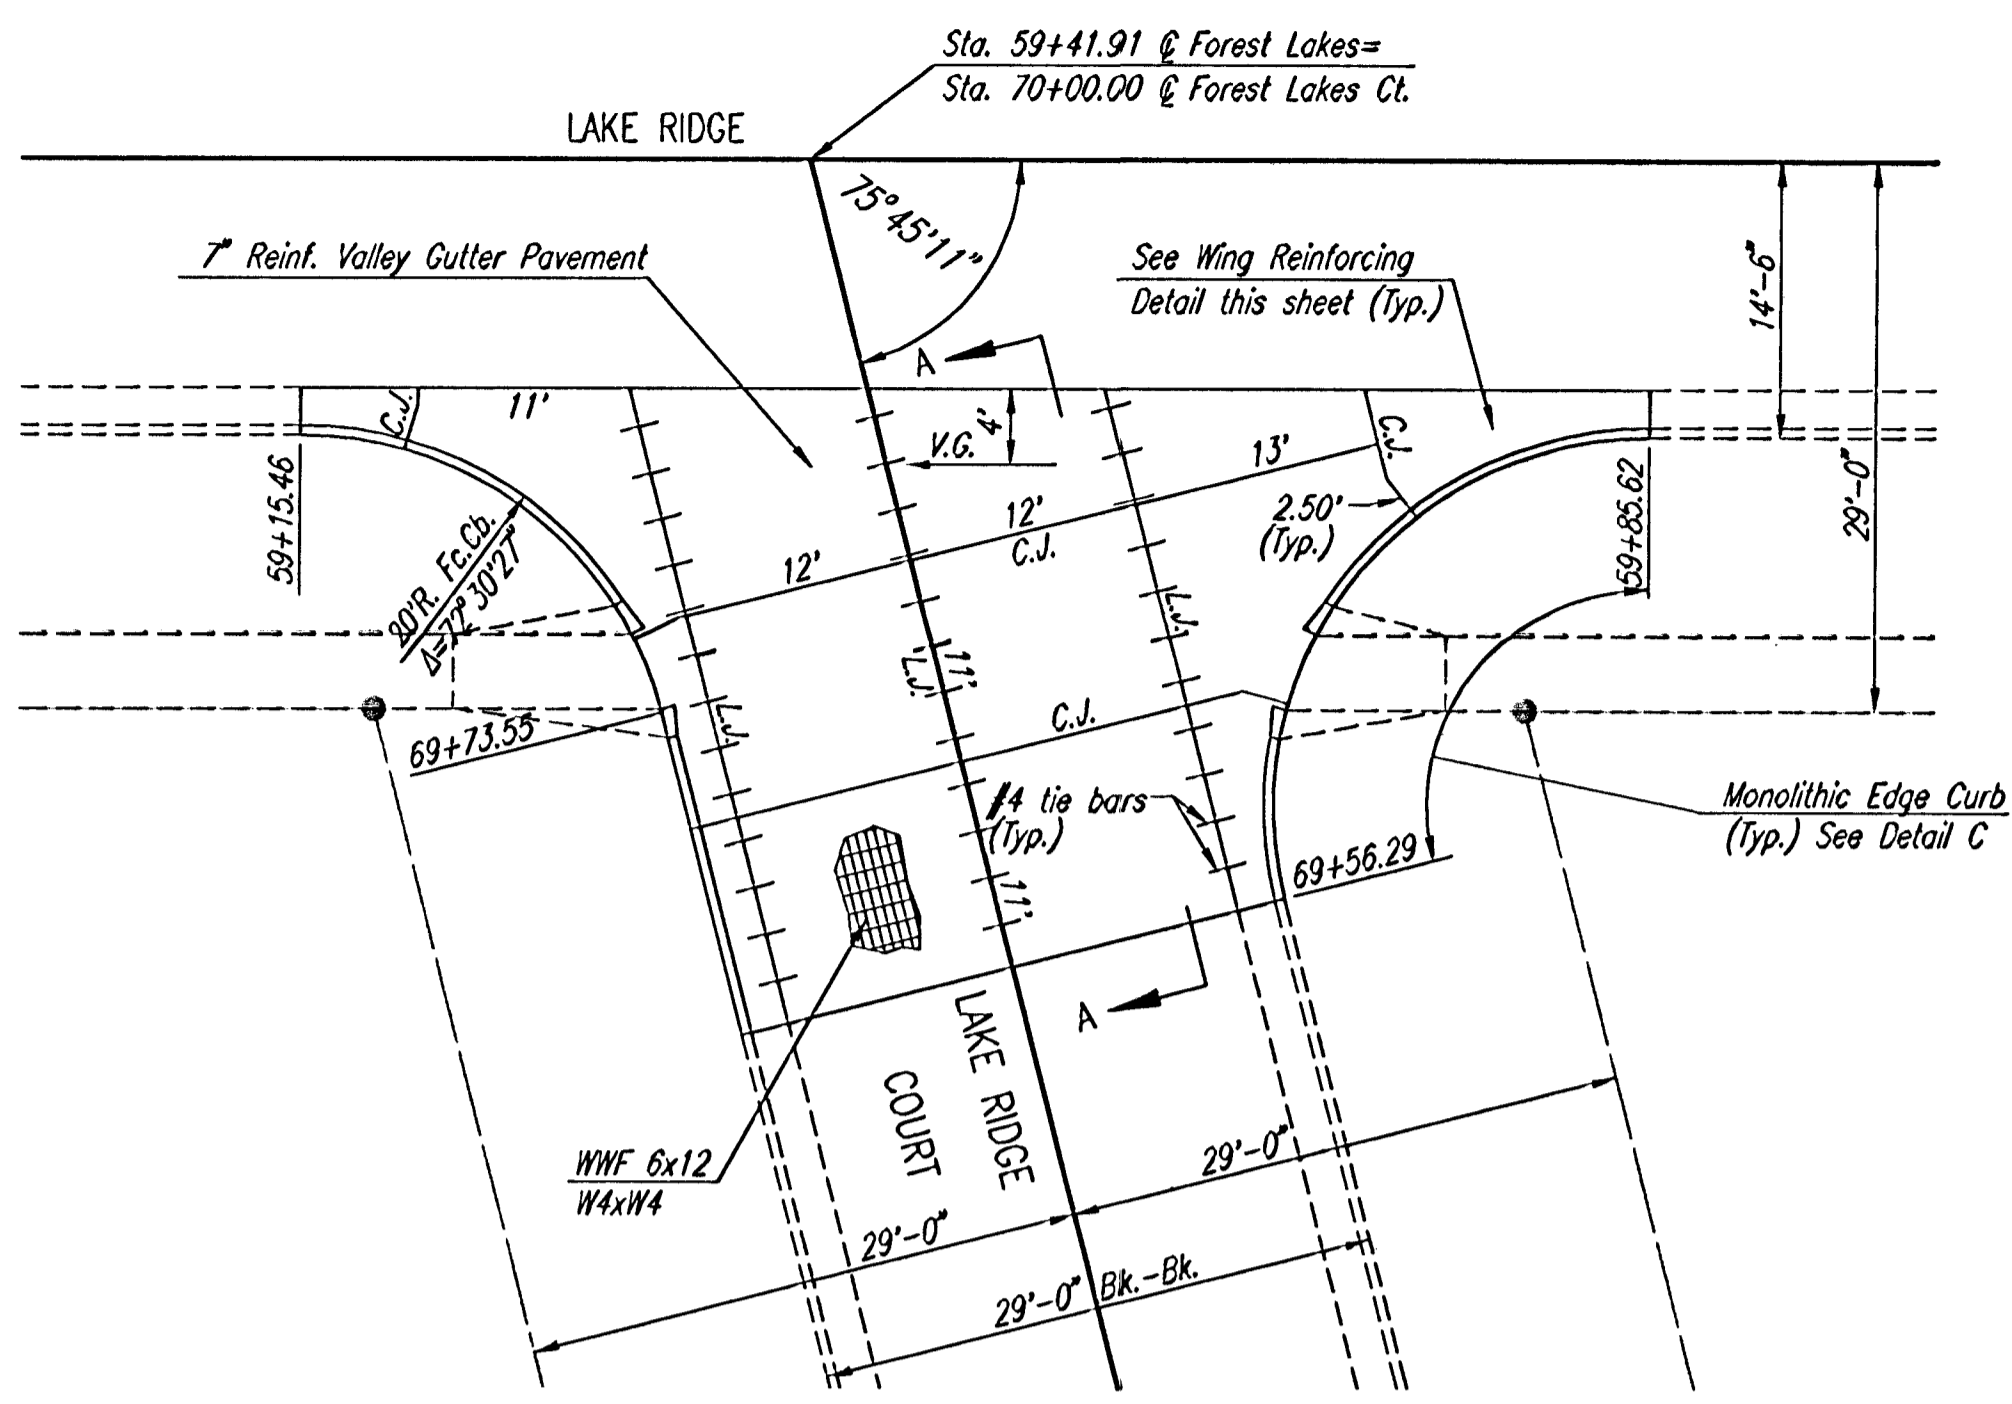 Sta. 59+41.91 ℄ Forest Lakes=
Sta. 70+00.00 ℄ Forest Lakes Ct.
LAKE RIDGE
75°45'11"
7" Reinf. Valley Gutter Pavement
See Wing Reinforcing
Detail this sheet (Typ.)
14'-6"
29'-0"
A
C.J.
11'
4'
V.G.
13'
C.J.
59+15.46
20'R. Fc.Cb.
Δ=72°30'27"
12'
12'
C.J.
2.50'
(Typ.)
59+85.62
L.J.
L.J.
11'
L.J.
C.J.
69+73.55
#4 tie bars
(Typ.)
11'
69+56.29
Monolithic Edge Curb
(Typ.) See Detail C
A
LAKE RIDGE
COURT
WWF 6x12
W4xW4
29'-0"
29'-0"
29'-0" Bk.-Bk.